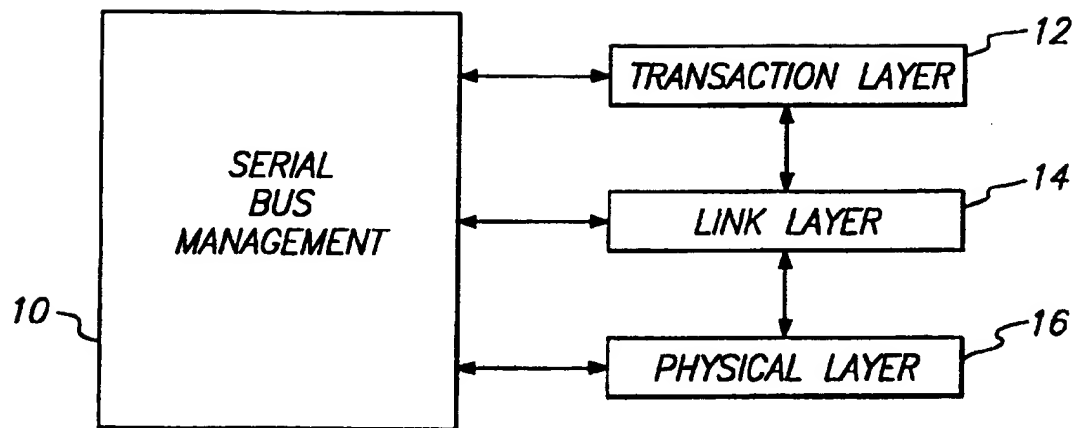 12
TRANSACTION LAYER
SERIAL
BUS
MANAGEMENT
14
LINK LAYER
10
16
PHYSICAL LAYER